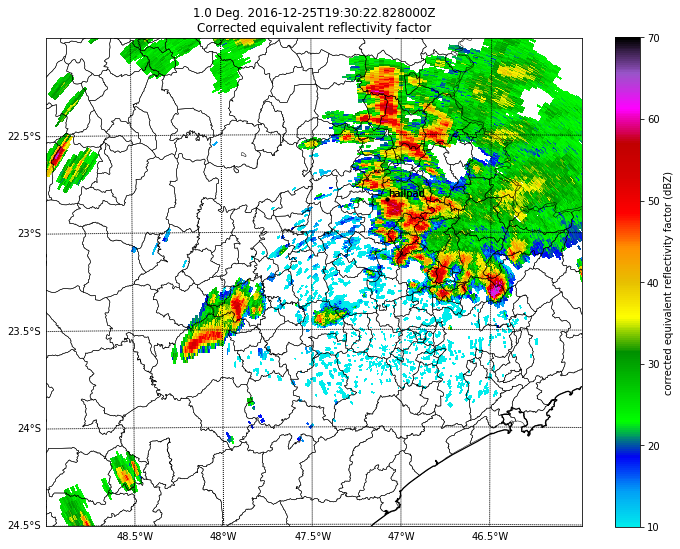 1.0 Deg. 2016-12-25T19:30:22.828000Z
Corrected equivalent reflectivity factor
22.5°S
23°S
23.5°S
24°S
24.5°S
48.5°W
48°W
47.5°W
47°W
46.5°W
hailpad
70
60
50
40
30
20
10
corrected equivalent reflectivity factor (dBZ)